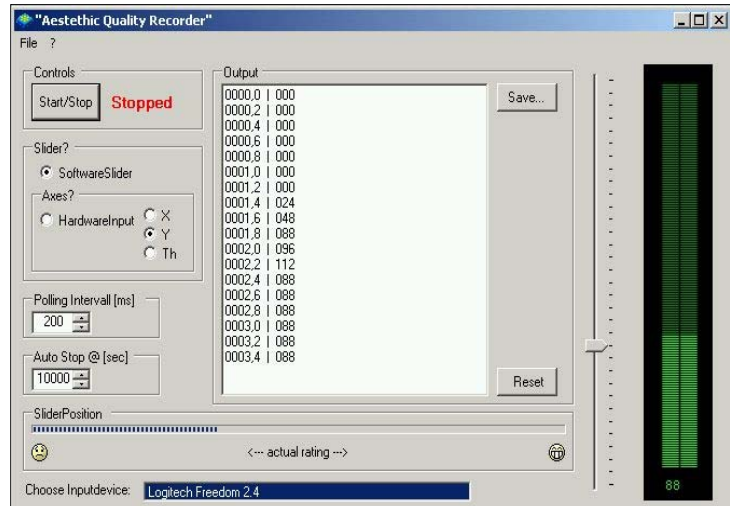 "Aestethic Quality Recorder"
File ?
Controls
Start/Stop Stopped
Slider?
SoftwareSlider
Axes?
HardwareInput X
Y
Th
Polling Intervall [ms]
200
Auto Stop @ [sec]
10000
Output
0000,0 | 000
0000,2 | 000
0000,4 | 000
0000,6 | 000
0000,8 | 000
0001,0 | 000
0001,2 | 000
0001,4 | 024
0001,6 | 048
0001,8 | 088
0002,0 | 096
0002,2 | 112
0002,4 | 088
0002,6 | 088
0002,8 | 088
0003,0 | 088
0003,2 | 088
0003,4 | 088
Save...
Reset
SliderPosition
<--- actual rating --->
Choose Inputdevice: Logitech Freedom 2.4
88